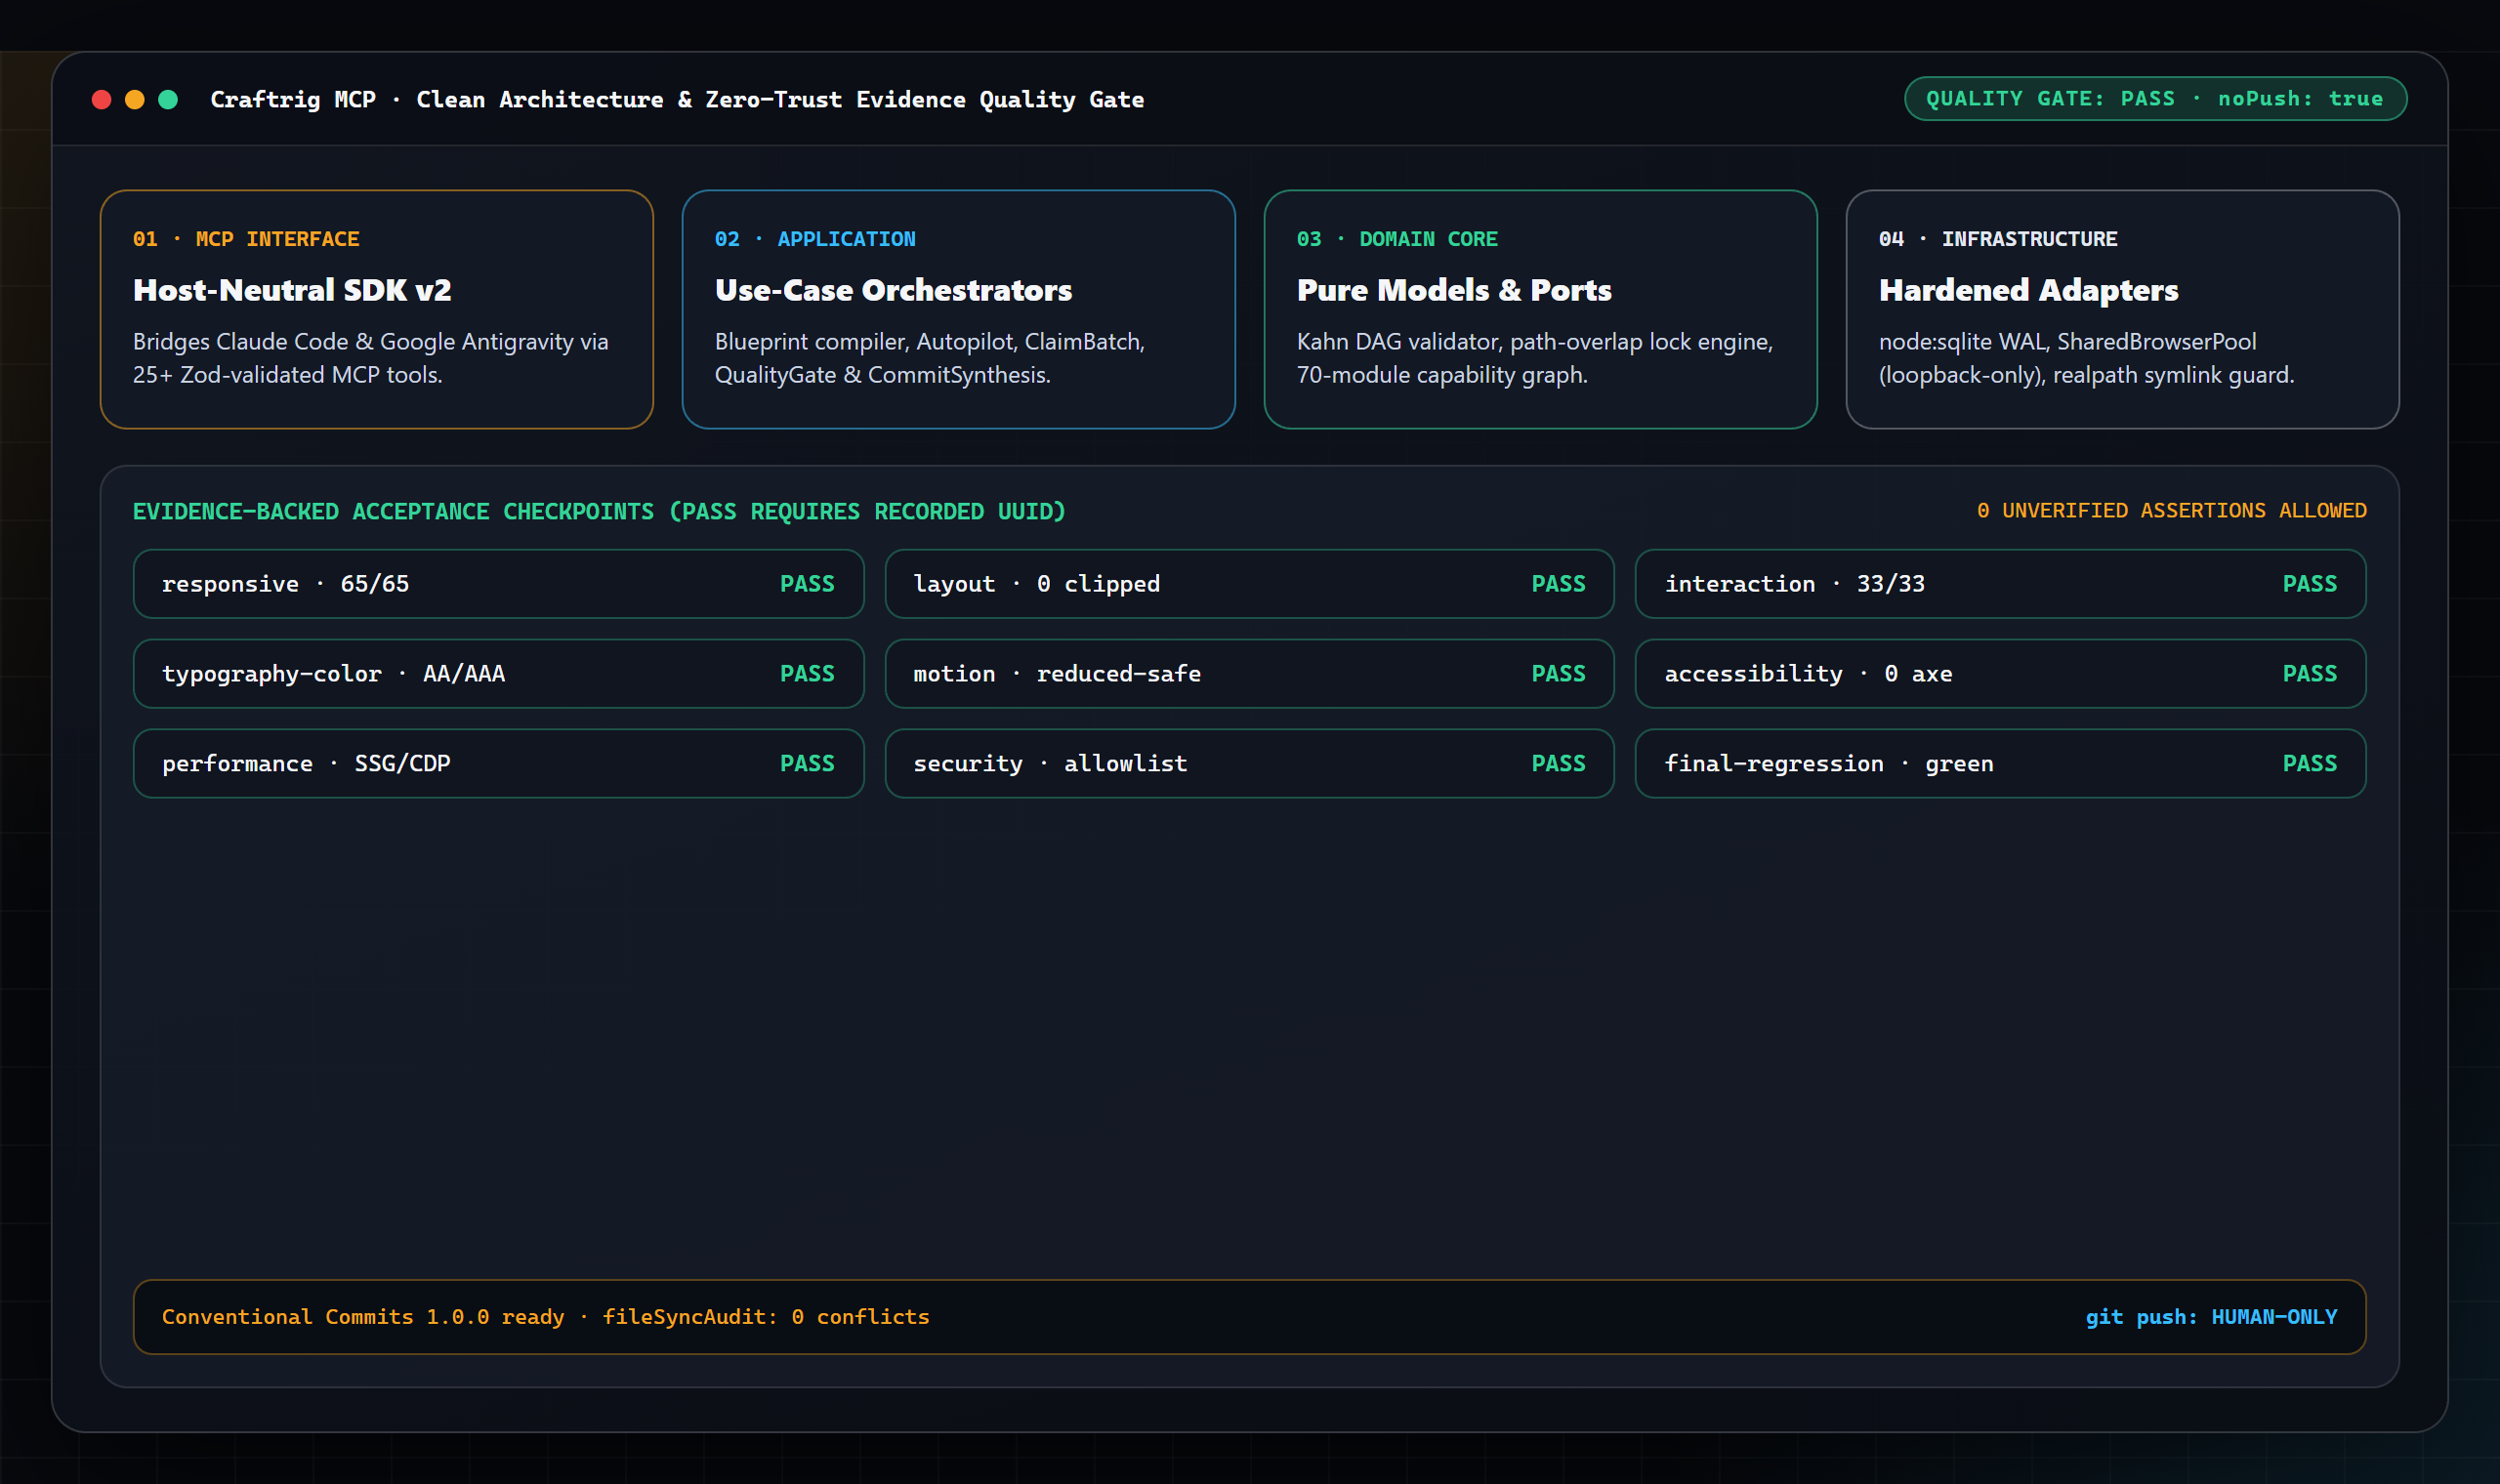 Craftrig MCP · Clean Architecture & Zero-Trust Evidence Quality Gate
QUALITY GATE: PASS · noPush: true
01 · MCP INTERFACE
Host-Neutral SDK v2
Bridges Claude Code & Google Antigravity via
25+ Zod-validated MCP tools.
02 · APPLICATION
Use-Case Orchestrators
Blueprint compiler, Autopilot, ClaimBatch,
QualityGate & CommitSynthesis.
03 · DOMAIN CORE
Pure Models & Ports
Kahn DAG validator, path-overlap lock engine,
70-module capability graph.
04 · INFRASTRUCTURE
Hardened Adapters
node:sqlite WAL, SharedBrowserPool
(loopback-only), realpath symlink guard.
EVIDENCE-BACKED ACCEPTANCE CHECKPOINTS (PASS REQUIRES RECORDED UUID)
0 UNVERIFIED ASSERTIONS ALLOWED
responsive · 65/65 PASS
layout · 0 clipped PASS
interaction · 33/33 PASS
typography-color · AA/AAA PASS
motion · reduced-safe PASS
accessibility · 0 axe PASS
performance · SSG/CDP PASS
security · allowlist PASS
final-regression · green PASS
Conventional Commits 1.0.0 ready · fileSyncAudit: 0 conflicts
git push: HUMAN-ONLY